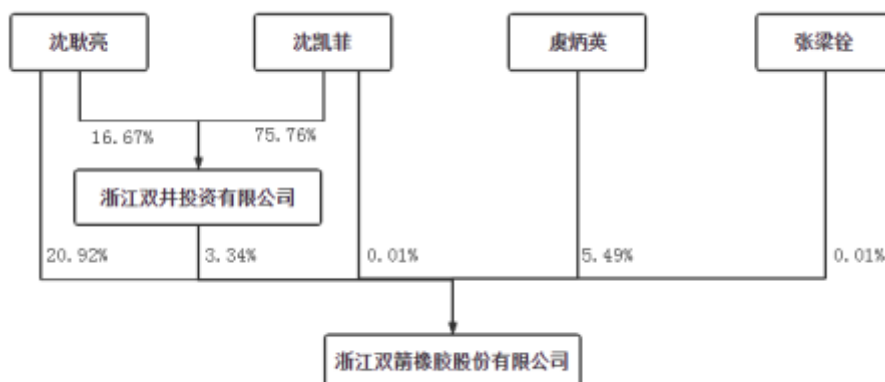 沈耿亮
沈凯菲
虞炳英
张梁铨
16.67%
75.76%
浙江双井投资有限公司
20.92%
3.34%
0.01%
5.49%
0.01%
浙江双箭橡胶股份有限公司